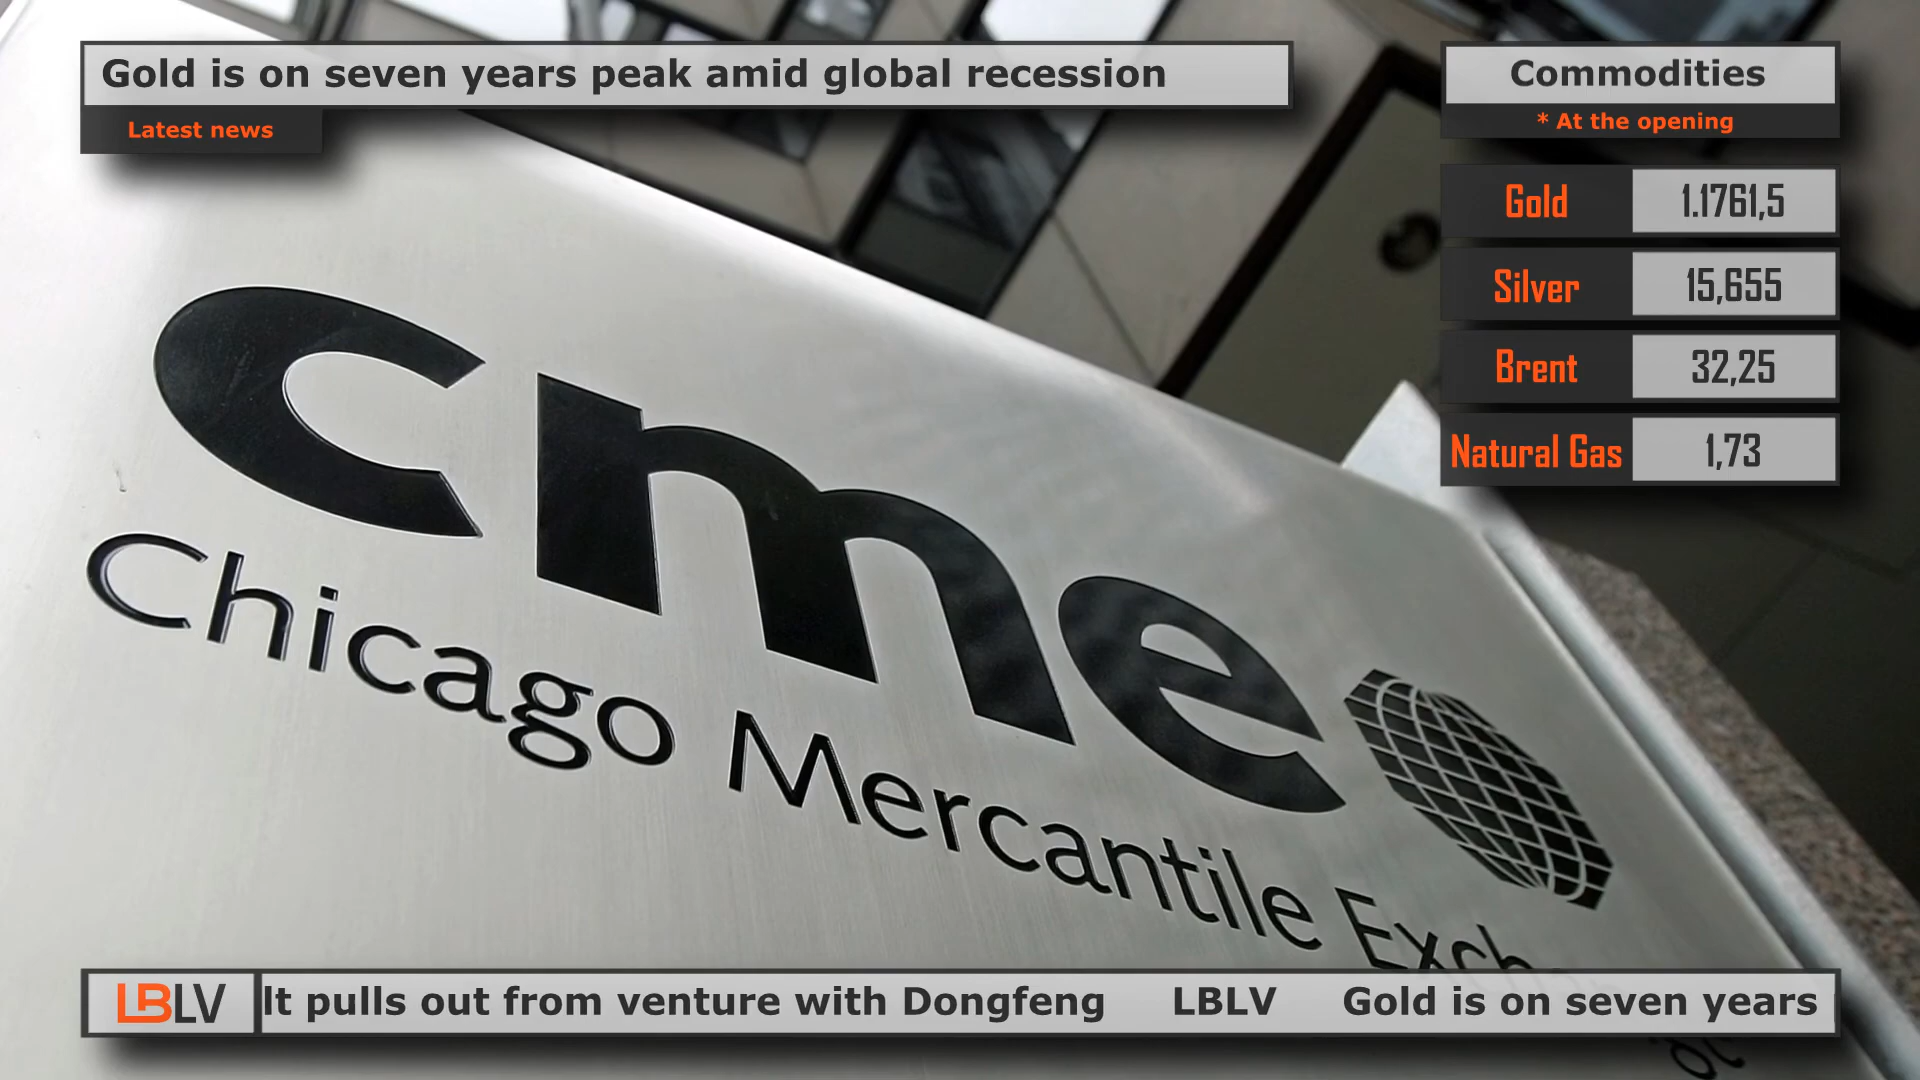 Gold is on seven years peak amid global recession
Latest news
Commodities
* At the opening
Gold 1.1761,5
Silver 15,655
Brent 32,25
Natural Gas 1,73
cme
Chicago Mercantile Exch
LBLV
lt pulls out from venture with Dongfeng LBLV Gold is on seven years